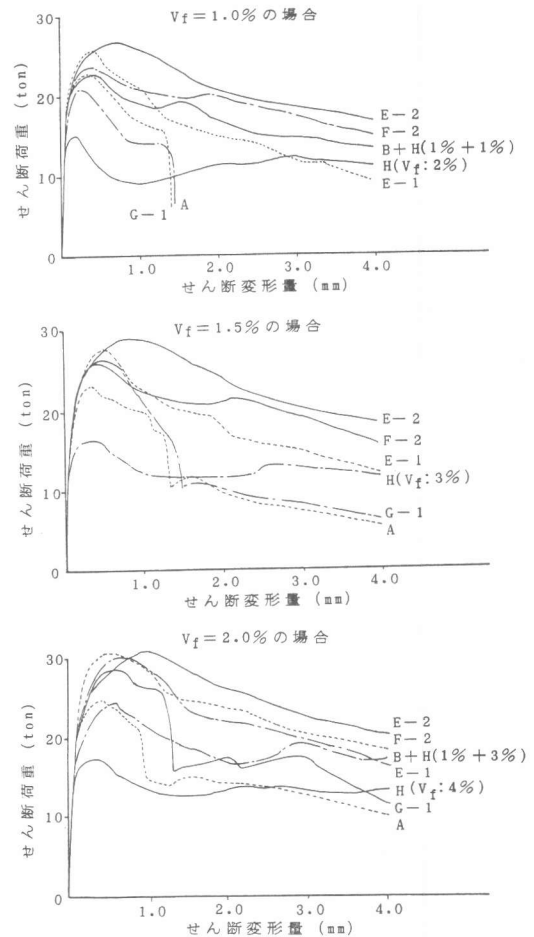 Vf=1.0%の場合
30
20
10
0
せん断荷重 (ton)
E-2
F-2
B+H(1%+1%)
H(Vf:2%)
E-1
G-1
A
1.0
2.0
3.0
4.0
せん断変形量 (mm)
Vf=1.5%の場合
30
20
10
0
せん断荷重 (ton)
E-2
F-2
E-1
H(Vf:3%)
G-1
A
1.0
2.0
3.0
4.0
せん断変形量 (mm)
Vf=2.0%の場合
30
20
10
0
せん断荷重 (ton)
E-2
F-2
B+H(1%+3%)
E-1
H(Vf:4%)
G-1
A
1.0
2.0
3.0
4.0
せん断変形量 (mm)